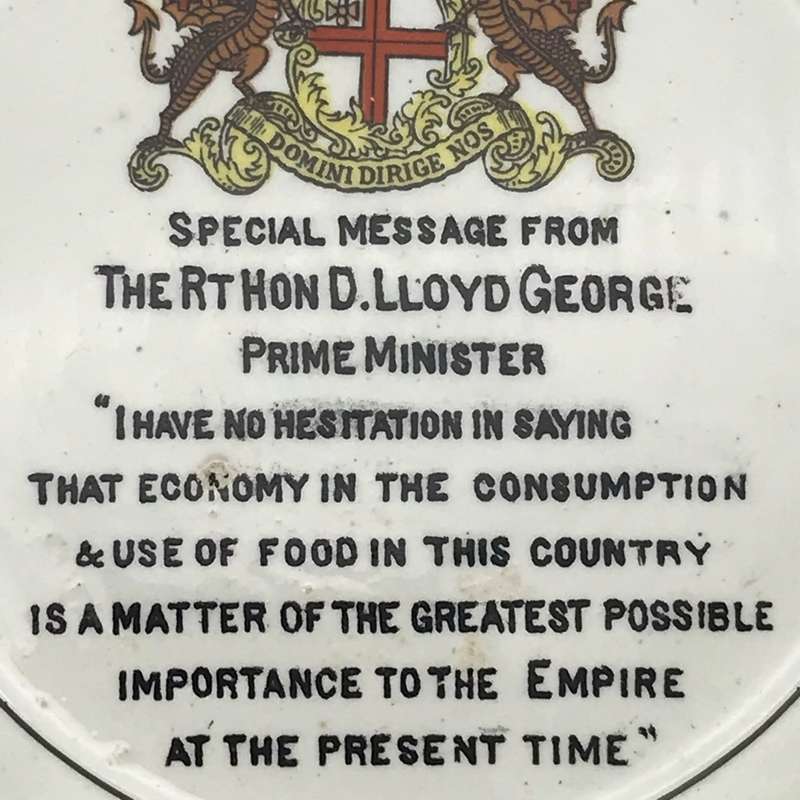 DOMINI DIRIGE NOS
SPECIAL MESSAGE FROM
THE RT HON D. LLOYD GEORGE
PRIME MINISTER
"I HAVE NO HESITATION IN SAYING
THAT ECONOMY IN THE CONSUMPTION
& USE OF FOOD IN THIS COUNTRY
IS A MATTER OF THE GREATEST POSSIBLE
IMPORTANCE TO THE EMPIRE
AT THE PRESENT TIME"